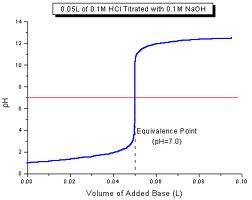 0.05L of 0.1M HCl Titrated with 0.1M NaOH
14
12
10
8
6
4
2
0
pH
Equivalence Point
(pH=7.0)
0.00 0.02 0.04 0.06 0.08 0.10
Volume of Added Base (L)